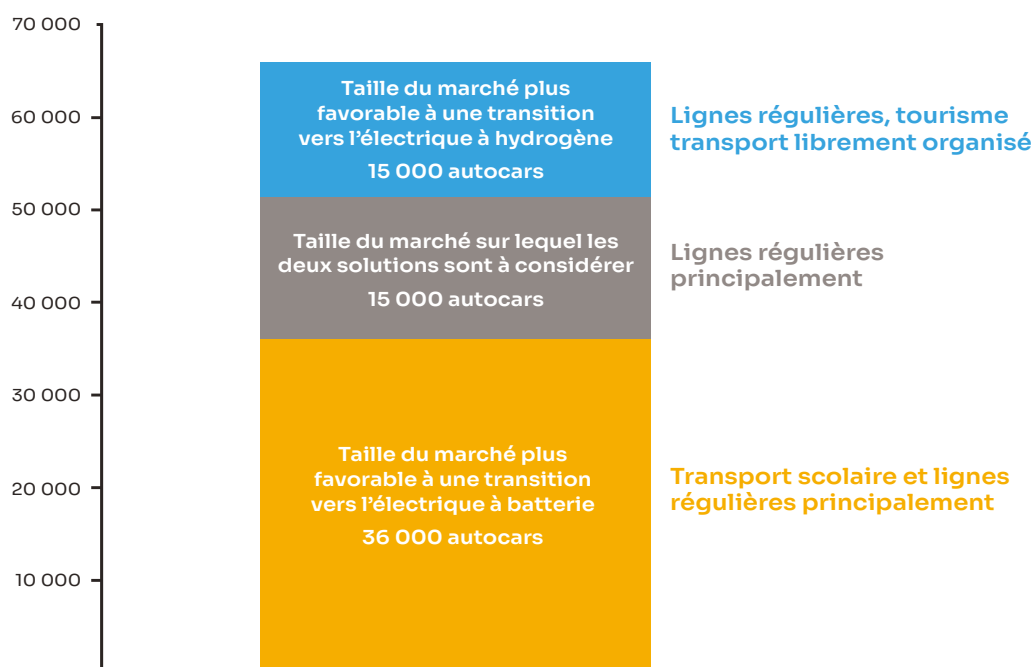 70 000
60 000
50 000
40 000
30 000
20 000
10 000
Taille du marché plus
favorable à une transition
vers l’électrique à hydrogène
15 000 autocars
Lignes régulières, tourisme
transport librement organisé
Taille du marché sur lequel les
deux solutions sont à considérer
15 000 autocars
Lignes régulières
principalement
Taille du marché plus
favorable à une transition
vers l’électrique à batterie
36 000 autocars
Transport scolaire et lignes
régulières principalement